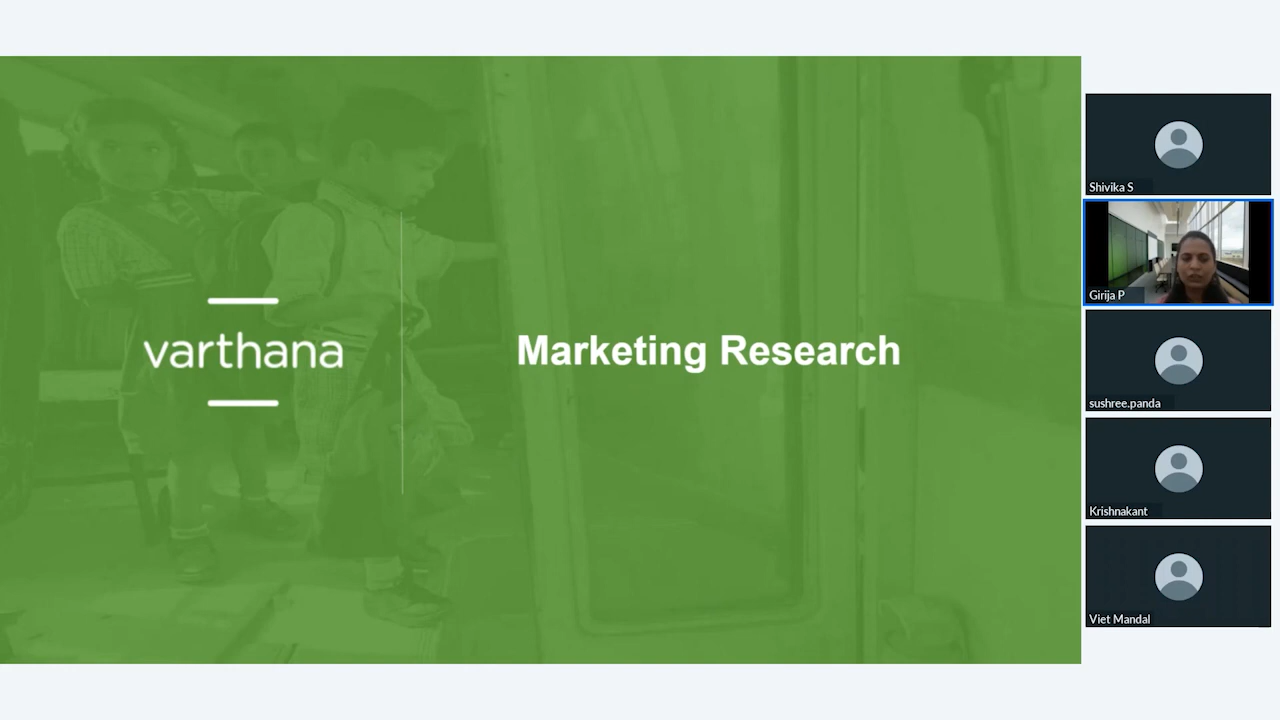 varthana
Marketing Research
Shivika S
Girija P
sushree.panda
Krishnakant
Viet Mandal